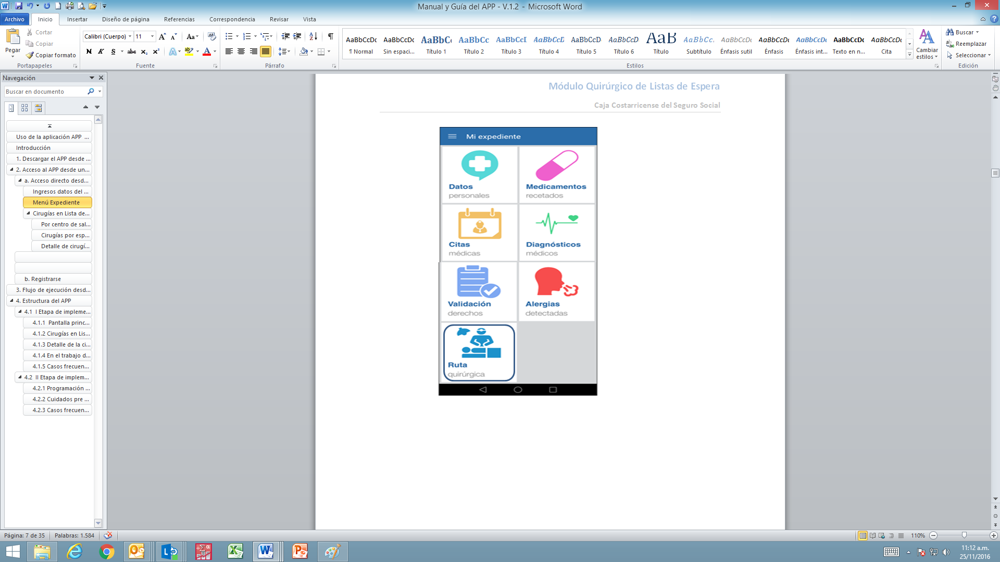 Manual y Guía del APP - V.1.2 - Microsoft Word
Archivo
Inicio
Insertar
Diseño de página
Referencias
Correspondencia
Revisar
Vista
Pegar
Cortar
Copiar
Copiar formato
Portapapeles
Calibri (Cuerpo)
11
N K S abc x₂ x²
Aa
Fuente
Párrafo
AaBbCcDc AaBbCcDc AaBbCc AaBbCc AaBbCcI AaBbCcD AaBbCcD AaBbCcD AaB AaBbCc. AaBbCcDc AaBbCcDc AaBbCcDc AaBbCcDc AaBbCcDc
¶ Normal
Sin espaci...
Título 1
Título 2
Título 3
Título 4
Título 5
Título 6
Título
Subtítulo
Énfasis sutil
Énfasis
Énfasis int...
Texto en n...
Cita
Estilos
Cambiar
estilos
Buscar
Reemplazar
Seleccionar
Edición
Navegación
Buscar en documento
Uso de la aplicación APP ...
Introducción
1. Descargar el APP desde ...
2. Acceso al APP desde un...
a. Acceso directo desd...
Ingresos datos del ...
Menú Expediente
Cirugías en Lista de...
Por centro de sal...
Cirugías por esp...
Detalle de cirugí...
b. Registrarse
3. Flujo de ejecución desd...
4. Estructura del APP
4.1 I Etapa de impleme...
4.1.1 Pantalla princ...
4.1.2 Cirugías en Lis...
4.1.3 Detalle de la ci...
4.1.4 En el trabajo d...
4.1.5 Casos frecuen...
4.2 II Etapa de implem...
4.2.1 Programación ...
4.2.2 Cuidados pre ...
4.2.3 Casos frecuen...
Módulo Quirúrgico de Listas de Espera
Caja Costarricense del Seguro Social
Mi expediente
Datos
personales
Medicamentos
recetados
Citas
médicas
Diagnósticos
médicos
Validación
derechos
Alergias
detectadas
Ruta
quirúrgica
Página: 7 de 35
Palabras: 1.584
110%
11:12 a.m.
25/11/2016